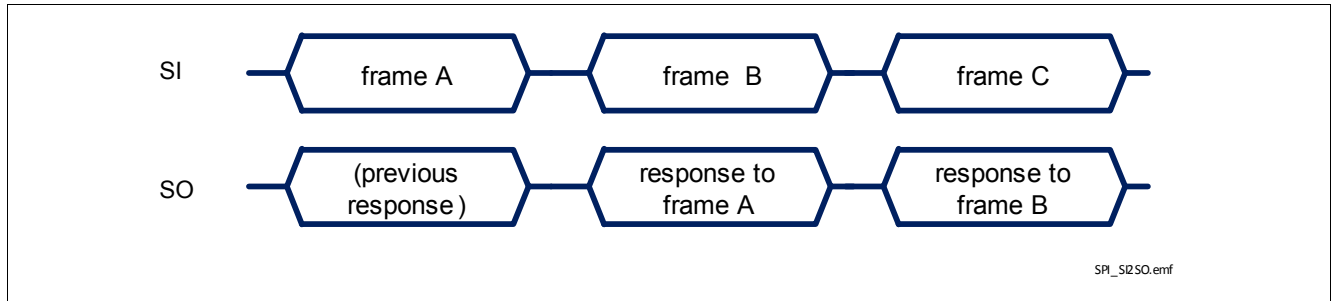 SI
frame A
frame B
frame C
SO
(previous
response)
response to
frame A
response to
frame B
SPI_SI2SO.emf